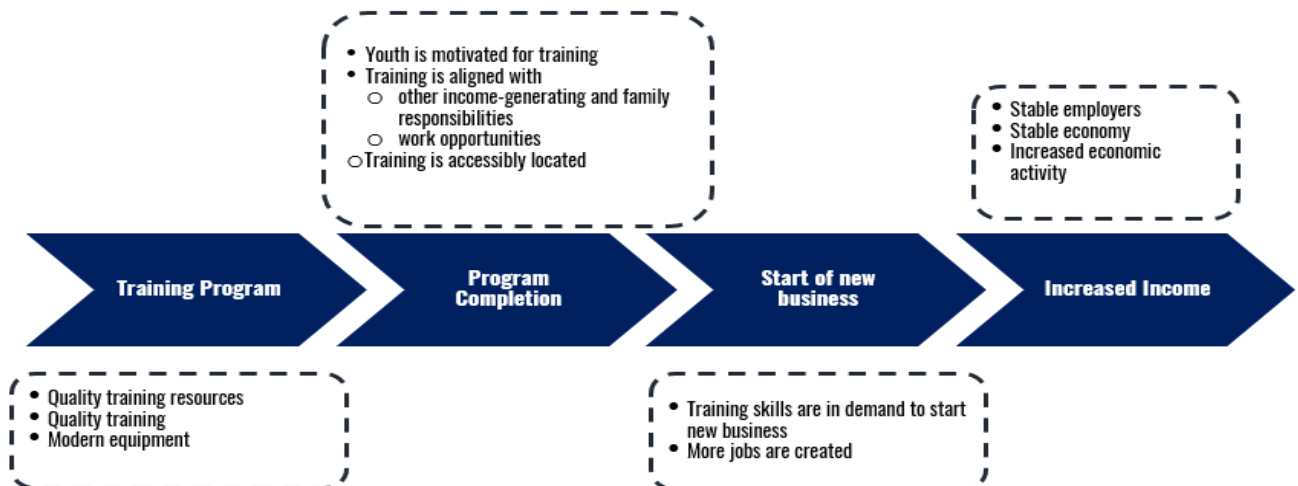 • Youth is motivated for training
• Training is aligned with
○ other income-generating and family
responsibilities
○ work opportunities
○Training is accessibly located
• Stable employers
• Stable economy
• Increased economic
activity
Training Program
Program
Completion
Start of new
business
Increased Income
• Quality training resources
• Quality training
• Modern equipment
• Training skills are in demand to start
new business
• More jobs are created